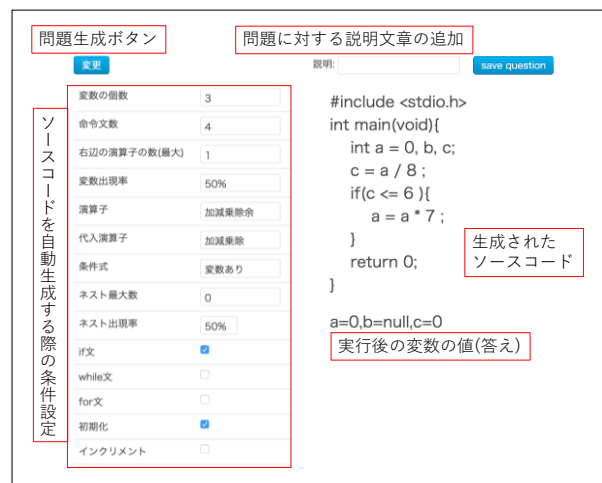 問題生成ボタン
問題に対する説明文章の追加
変更
説明:
save question
ソースコードを自動生成する際の条件設定
変数の個数 3
命令文数 4
右辺の演算子の数(最大) 1
変数出現率 50%
演算子 加減乗除余
代入演算子 加減乗除
条件式 変数あり
ネスト最大数 0
ネスト出現率 50%
if文
while文
for文
初期化
インクリメント
#include <stdio.h>
int main(void){
int a = 0, b, c;
c = a / 8 ;
if(c <= 6 ){
a = a * 7 ;
}
return 0;
}
生成された
ソースコード
a=0,b=null,c=0
実行後の変数の値(答え)